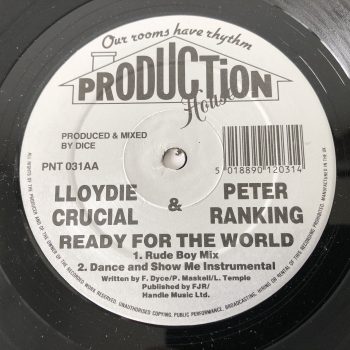 Our rooms have rhythm
PRODUCTION
House
PRODUCED & MIXED
BY DICE
PNT 031AA
5 018890 120314
LLOYDIE
CRUCIAL
&
PETER
RANKING
READY FOR THE WORLD
1. Rude Boy Mix
2. Dance and Show Me Instrumental
Written by F. Dyce/P. Maskell/L. Temple
Published by FJR/
Handle Music Ltd.